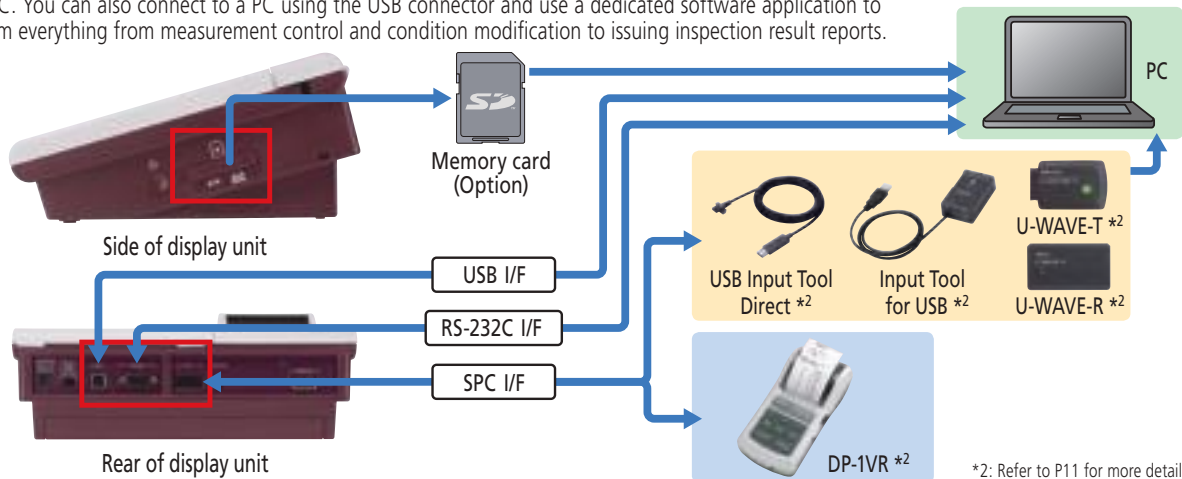 C. You can also connect to a PC using the USB connector and use a dedicated software application to
m everything from measurement control and condition modification to issuing inspection result reports.
PC
SD
Memory card
(Option)
Side of display unit
USB I/F
RS-232C I/F
SPC I/F
Rear of display unit
USB Input Tool
Direct *2
Input Tool
for USB *2
U-WAVE-T *2
U-WAVE-R *2
DP-1VR *2
*2: Refer to P11 for more detail